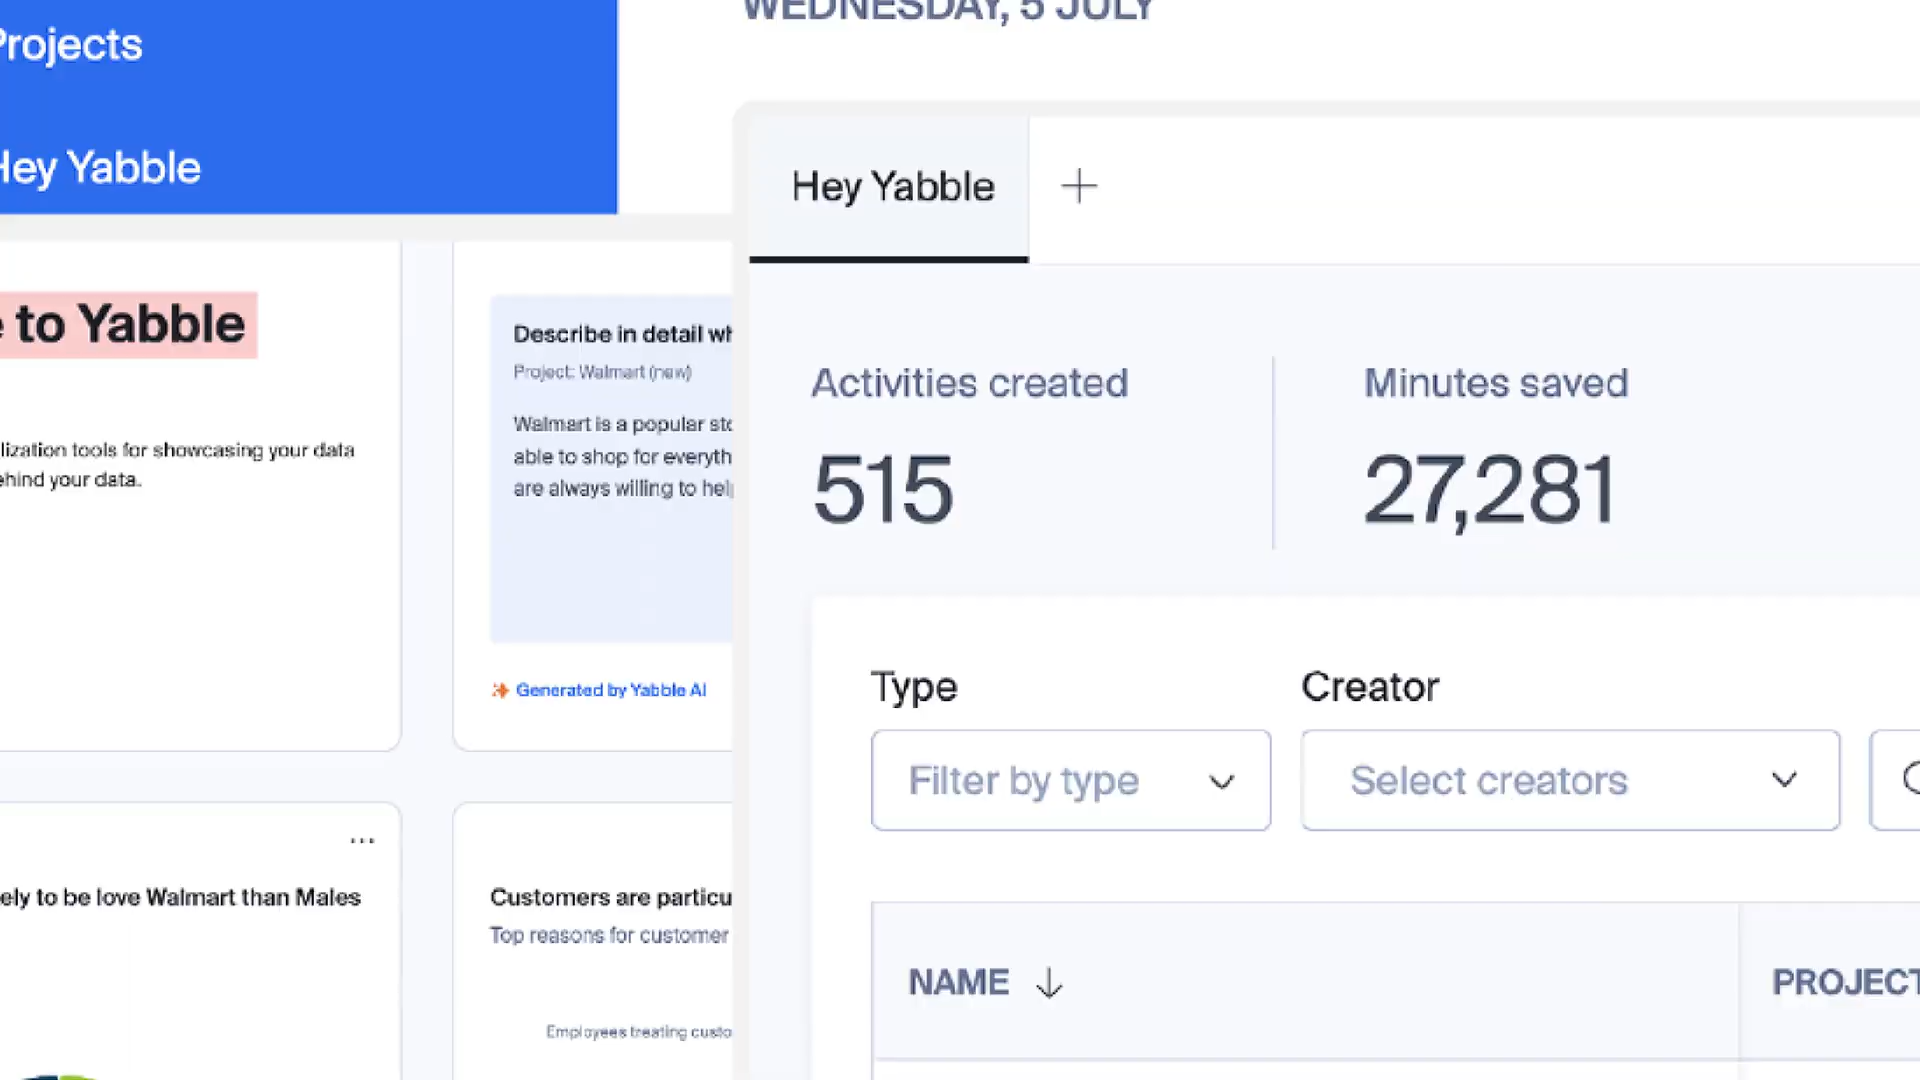 Projects
Hey Yabble
WEDNESDAY, 5 JULY
Hey Yabble
to Yabble
lization tools for showcasing your data
ehind your data.
Describe in detail wh
Project: Walmart (new)
Walmart is a popular sto
able to shop for everyth
are always willing to help
Generated by Yabble AI
ely to be love Walmart than Males
Customers are particu
Top reasons for customer
Employees treating custo
Activities created
515
Minutes saved
27,281
Type
Filter by type
Creator
Select creators
NAME
PROJECT